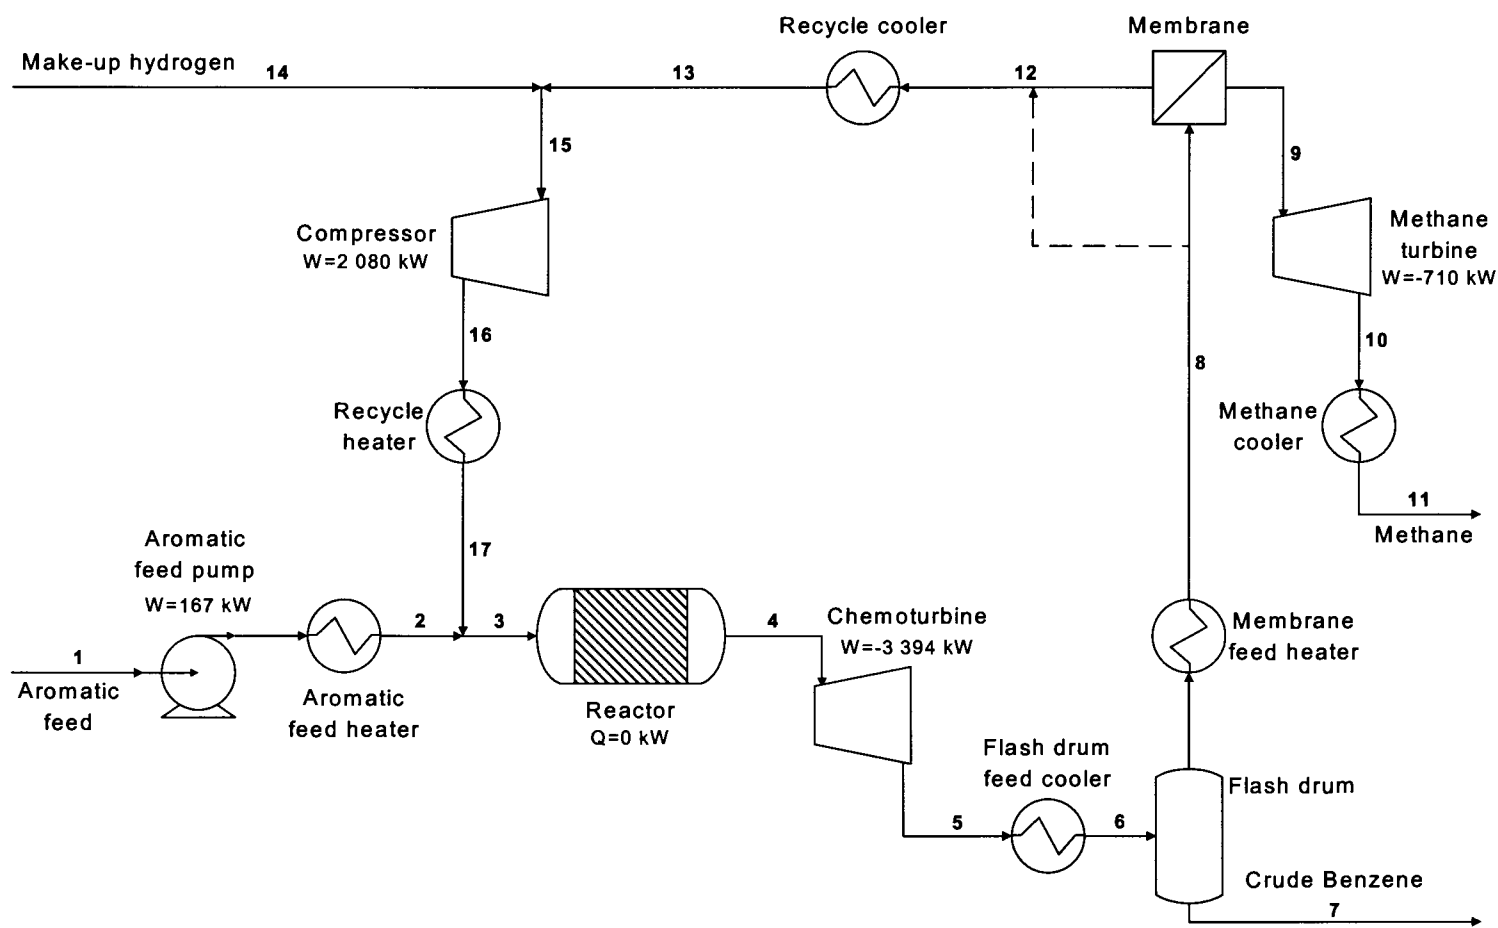 Recycle cooler
Membrane
Make-up hydrogen
14
13
12
15
9
Compressor
W=2 080 kW
Methane
turbine
W=-710 kW
16
10
8
Recycle
heater
Methane
cooler
11
Methane
17
Aromatic
feed pump
W=167 kW
2
3
4
Chemoturbine
W=-3 394 kW
Membrane
feed heater
1
Aromatic
feed
Aromatic
feed heater
Reactor
Q=0 kW
Flash drum
feed cooler
Flash drum
5
6
Crude Benzene
7